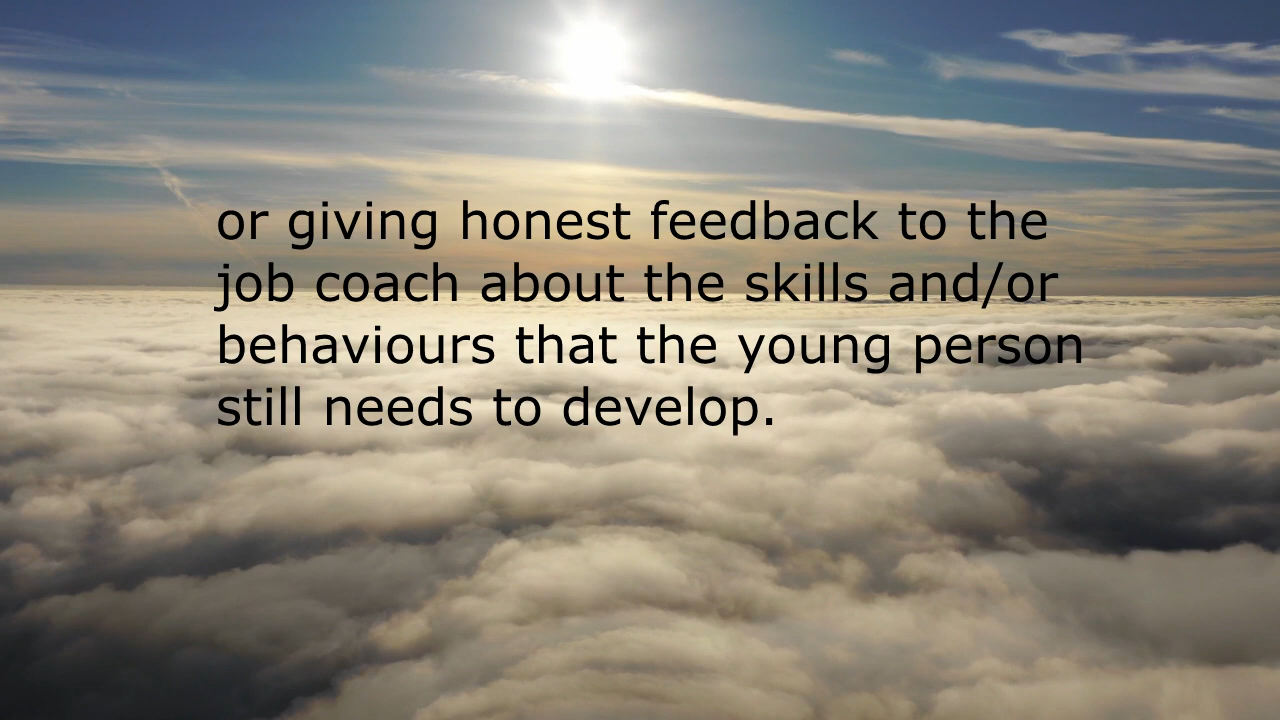 or giving honest feedback to the
job coach about the skills and/or
behaviours that the young person
still needs to develop.